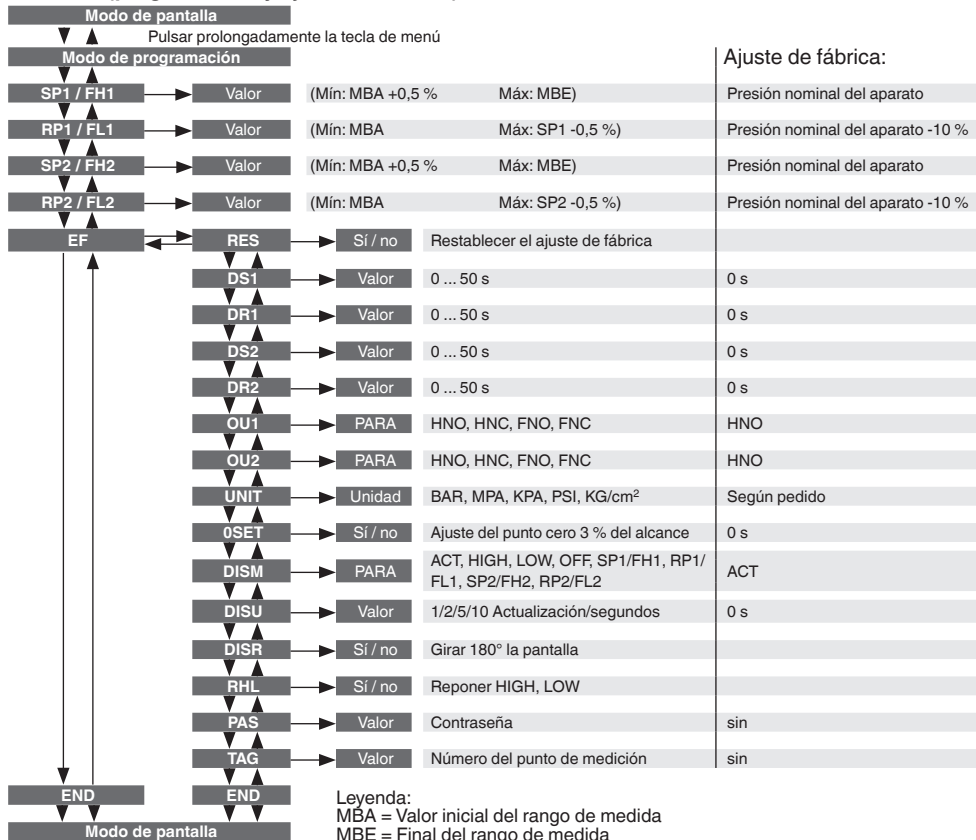 Modo de pantalla
Pulsar prolongadamente la tecla de menú
Modo de programación
Ajuste de fábrica:
SP1 / FH1 Valor (Mín: MBA +0,5 % Máx: MBE) Presión nominal del aparato
RP1 / FL1 Valor (Mín: MBA Máx: SP1 -0,5 %) Presión nominal del aparato -10 %
SP2 / FH2 Valor (Mín: MBA +0,5 % Máx: MBE) Presión nominal del aparato
RP2 / FL2 Valor (Mín: MBA Máx: SP2 -0,5 %) Presión nominal del aparato -10 %
EF RES Sí / no Restablecer el ajuste de fábrica
DS1 Valor 0 ... 50 s 0 s
DR1 Valor 0 ... 50 s 0 s
DS2 Valor 0 ... 50 s 0 s
DR2 Valor 0 ... 50 s 0 s
OU1 PARA HNO, HNC, FNO, FNC HNO
OU2 PARA HNO, HNC, FNO, FNC HNO
UNIT Unidad BAR, MPA, KPA, PSI, KG/cm² Según pedido
0SET Sí / no Ajuste del punto cero 3 % del alcance 0 s
DISM PARA ACT, HIGH, LOW, OFF, SP1/FH1, RP1/
FL1, SP2/FH2, RP2/FL2 ACT
DISU Valor 1/2/5/10 Actualización/segundos 0 s
DISR Sí / no Girar 180° la pantalla
RHL Sí / no Reponer HIGH, LOW
PAS Valor Contraseña sin
TAG Valor Número del punto de medición sin
END END
Modo de pantalla
Leyenda:
MBA = Valor inicial del rango de medida
MBE = Final del rango de medida